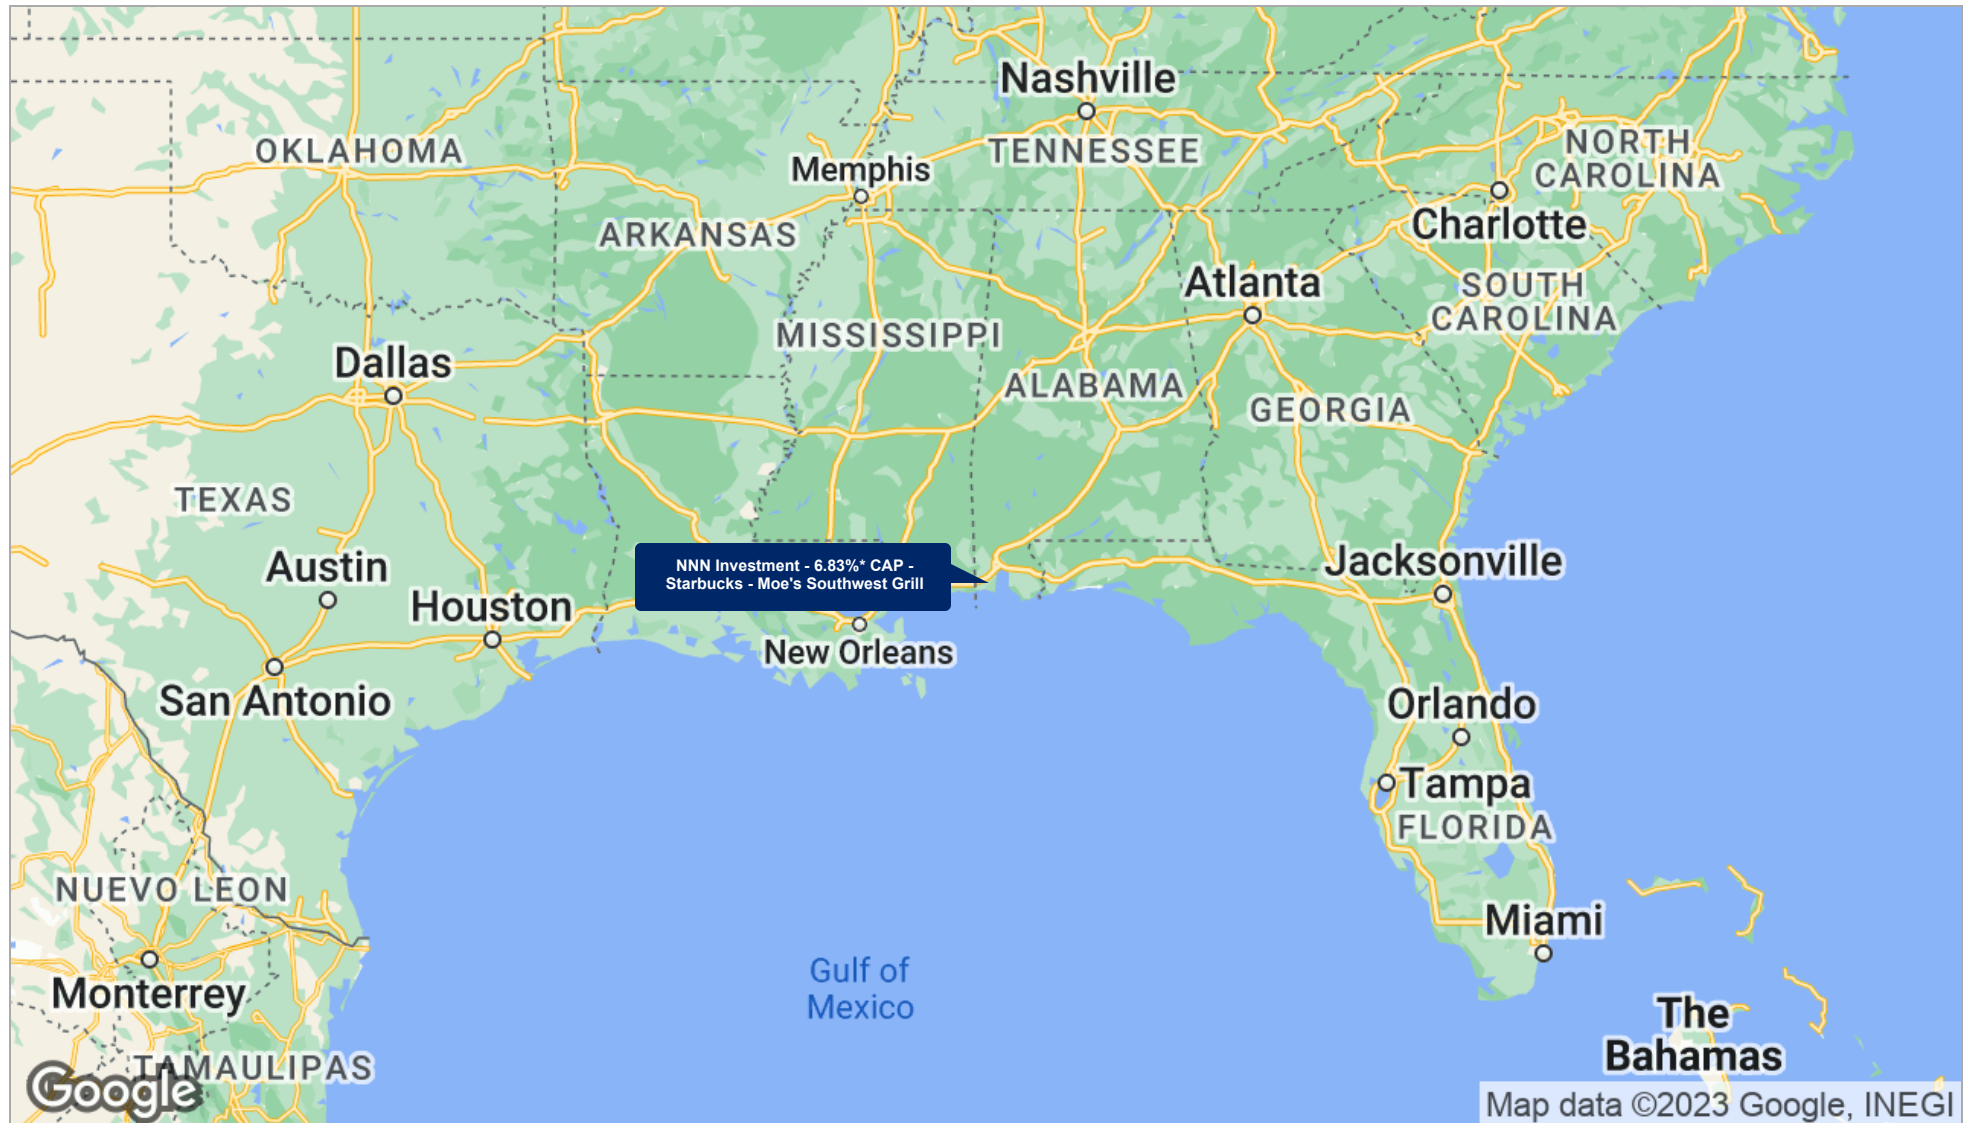 Nashville
OKLAHOMA
TENNESSEE
NORTH
CAROLINA
Memphis
ARKANSAS
Charlotte
Atlanta
SOUTH
CAROLINA
MISSISSIPPI
Dallas
ALABAMA
GEORGIA
TEXAS
NNN Investment - 6.83%* CAP -
Starbucks - Moe's Southwest Grill
Austin
Jacksonville
Houston
New Orleans
San Antonio
Orlando
Tampa
FLORIDA
NUEVO LEON
Miami
Monterrey
Gulf of
Mexico
The
Bahamas
TAMAULIPAS
Google
Map data ©2023 Google, INEGI